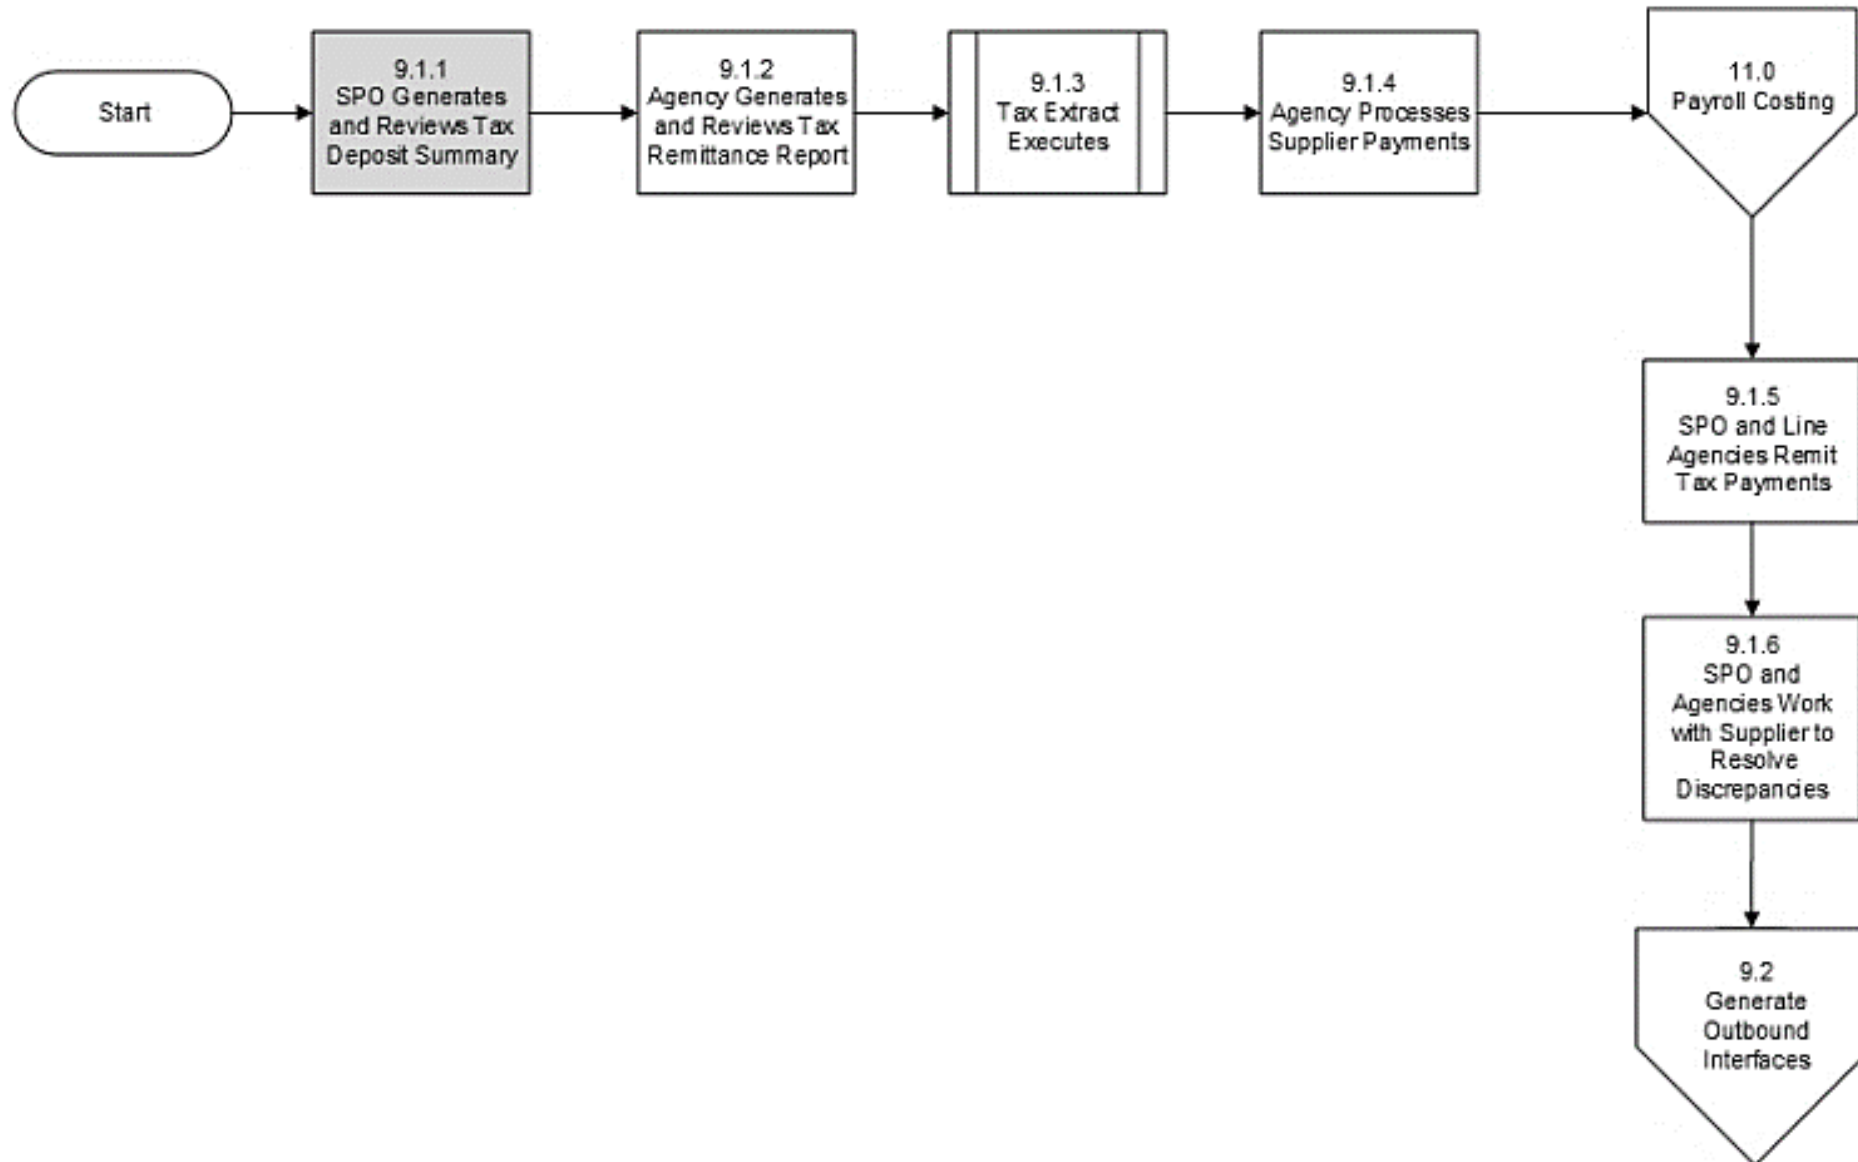 Start
9.1.1
SPO Generates
and Reviews Tax
Deposit Summary
9.1.2
Agency Generates
and Reviews Tax
Remittance Report
9.1.3
Tax Extract
Executes
9.1.4
Agency Processes
Supplier Payments
11.0
Payroll Costing
9.1.5
SPO and Line
Agencies Remit
Tax Payments
9.1.6
SPO and
Agencies Work
with Supplier to
Resolve
Discrepancies
9.2
Generate
Outbound
Interfaces